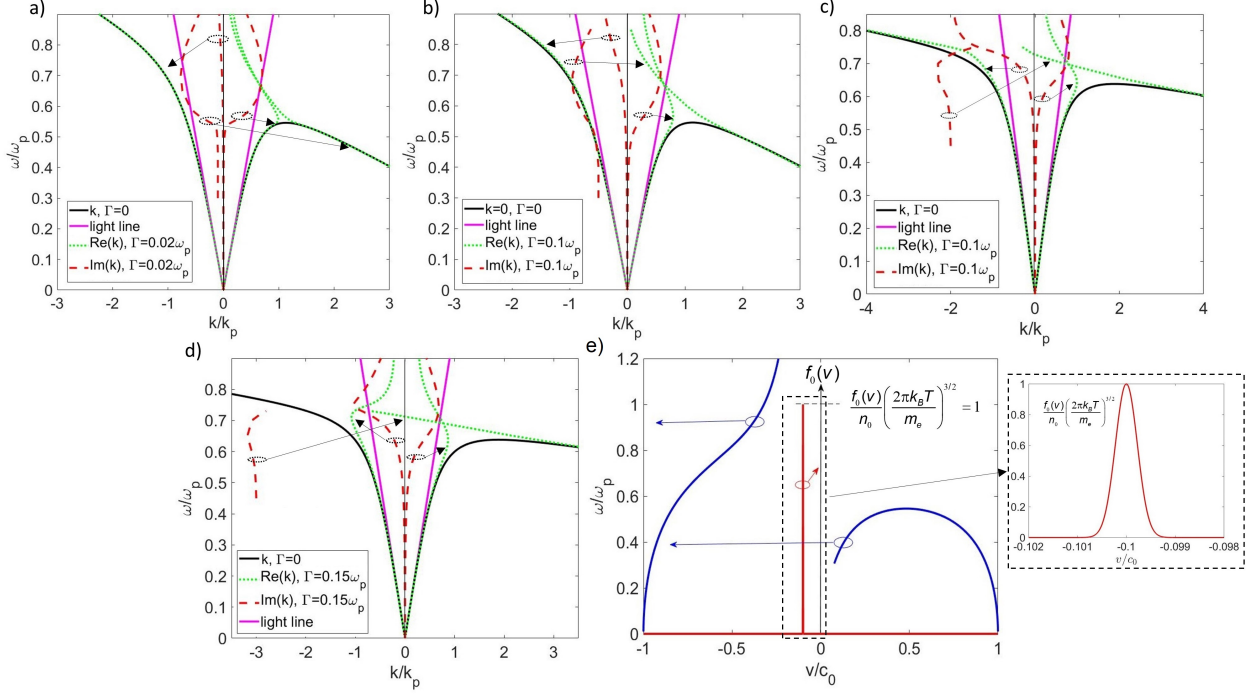 a)
0.8
0.7
0.6
0.5
0.4
0.3
0.2
0.1
0
ω/ω_p
k, Γ=0
light line
Re(k), Γ=0.02ω_p
Im(k), Γ=0.02ω_p
-3 -2 -1 0 1 2 3
k/k_p
b)
0.8
0.7
0.6
0.5
0.4
0.3
0.2
0.1
0
ω/ω_p
k=0, Γ=0
light line
Re(k), Γ=0.1ω_p
Im(k), Γ=0.1ω_p
-3 -2 -1 0 1 2 3
k/k_p
c)
0.8
0.7
0.6
0.5
0.4
0.3
0.2
0.1
0
ω/ω_p
k, Γ=0
light line
Re(k), Γ=0.1ω_p
Im(k), Γ=0.1ω_p
-4 -2 0 2 4
k/k_p
d)
0.8
0.7
0.6
0.5
0.4
0.3
0.2
0.1
0
ω/ω_p
k, Γ=0
Re(k), Γ=0.15ω_p
Im(k), Γ=0.15ω_p
light line
-3 -2 -1 0 1 2 3
k/k_p
e)
1.2
1
0.8
0.6
0.4
0.2
0
ω/ω_p
f_0(v)
f_0(v)/n_0 (2πk_BT/m_e)^{3/2} = 1
-1 -0.5 0 0.5 1
v/c_0
1
0.8
0.6
0.4
0.2
0
f_0(v)/n_0 (2πk_BT/m_e)^{3/2}
-0.102 -0.101 -0.1 -0.099 -0.098
v/c_0